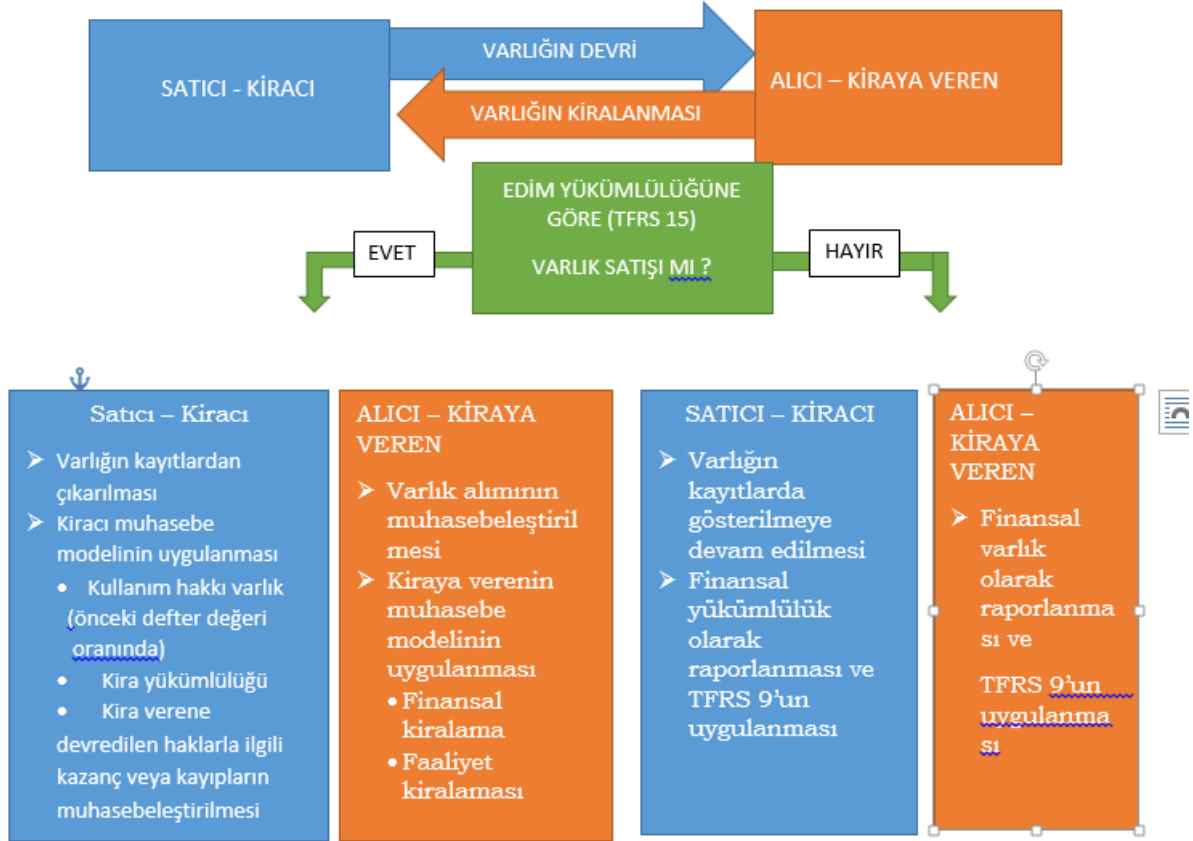 VARLIĞIN DEVRİ
SATICI - KİRACI
ALICI – KİRAYA VEREN
VARLIĞIN KİRALANMASI
EDİM YÜKÜMLÜLÜĞÜNE
GÖRE (TFRS 15)
VARLIK SATIŞI MI ?
EVET
HAYIR
Satıcı – Kiracı
➤ Varlığın kayıtlardan
çıkarılması
➤ Kiracı muhasebe
modelinin uygulanması
• Kullanım hakkı varlık
(önceki defter değeri
oranında)
• Kira yükümlülüğü
• Kira verene
devredilen haklarla ilgili
kazanç veya kayıpların
muhasebeleştirilmesi
ALICI – KİRAYA
VEREN
➤ Varlık alımının
muhasebeleştiril
mesi
➤ Kiraya verenin
muhasebe
modelinin
uygulanması
• Finansal
kiralama
• Faaliyet
kiralaması
SATICI – KİRACI
➤ Varlığın
kayıtlarda
gösterilmeye
devam edilmesi
➤ Finansal
yükümlülük
olarak
raporlanması ve
TFRS 9’un
uygulanması
ALICI –
KİRAYA
VEREN
➤ Finansal
varlık
olarak
raporlanma
sı ve
TFRS 9’un
uygulanma
sı